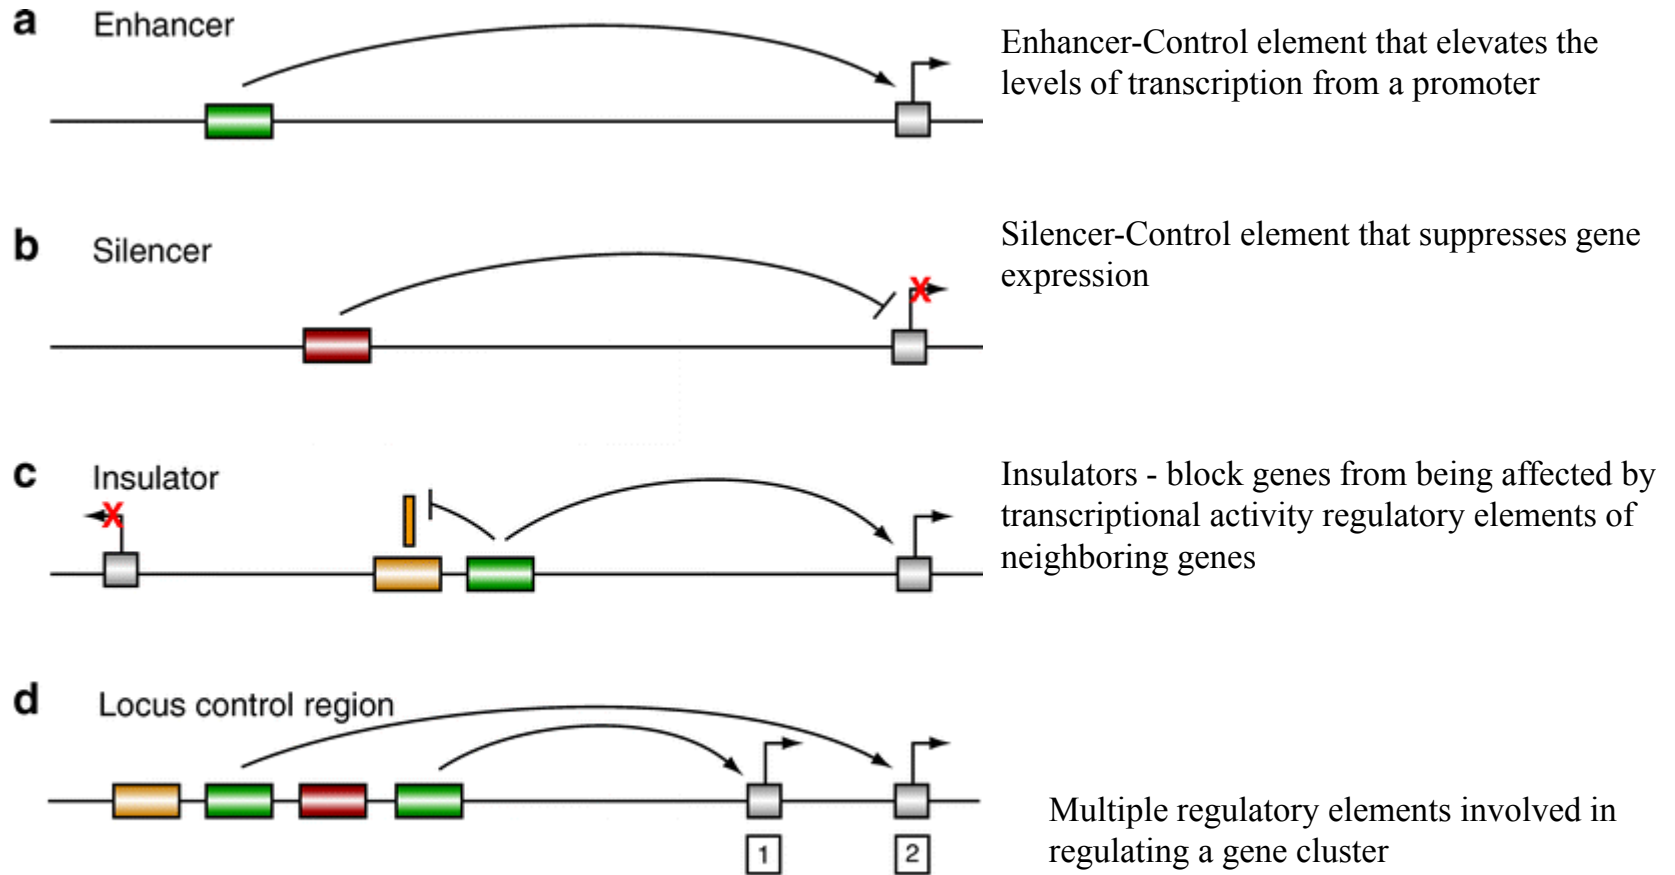 a Enhancer
Enhancer-Control element that elevates the
levels of transcription from a promoter
b Silencer
Silencer-Control element that suppresses gene
expression
X
c Insulator
Insulators - block genes from being affected by
transcriptional activity regulatory elements of
neighboring genes
X
d Locus control region
Multiple regulatory elements involved in
regulating a gene cluster
1 2